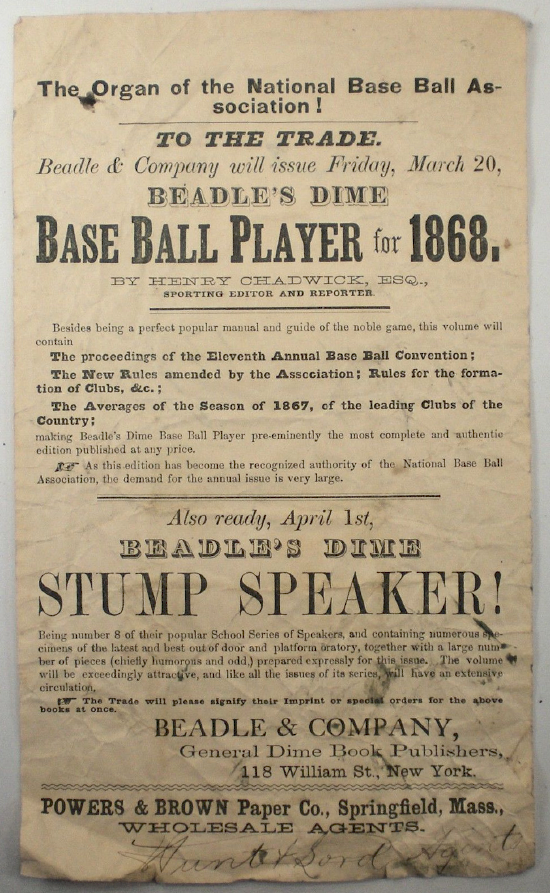 The Organ of the National Base Ball As-
sociation!
TO THE TRADE.
Beadle & Company will issue Friday, March 20,
BEADLE'S DIME
BASE BALL PLAYER for 1868.
BY HENRY CHADWICK, ESQ.,
SPORTING EDITOR AND REPORTER.
Besides being a perfect popular manual and guide of the noble game, this volume will
contain
The proceedings of the Eleventh Annual Base Ball Convention;
The New Rules amended by the Association; Rules for the forma-
tion of Clubs, &c.;
The Averages of the Season of 1867, of the leading Clubs of the
Country;
making Beadle's Dime Base Ball Player pre-eminently the most complete and authentic
edition published at any price.
☞ As this edition has become the recognized authority of the National Base Ball
Association, the demand for the annual issue is very large.
Also ready, April 1st,
BEADLE'S DIME
STUMP SPEAKER!
Being number 8 of their popular School Series of Speakers, and containing numerous spe-
cimens of the latest and best out of door and platform oratory, together with a large num-
ber of pieces (chiefly humorous and odd,) prepared expressly for this issue. The volume
will be exceedingly attractive, and like all the issues of its series, will have an extensive
circulation.
☞ The Trade will please signify their Imprint or special orders for the above
books at once.
BEADLE & COMPANY,
General Dime Book Publishers,
118 William St., New York.
POWERS & BROWN Paper Co., Springfield, Mass.,
WHOLESALE AGENTS.
Hunt & Lord Agents